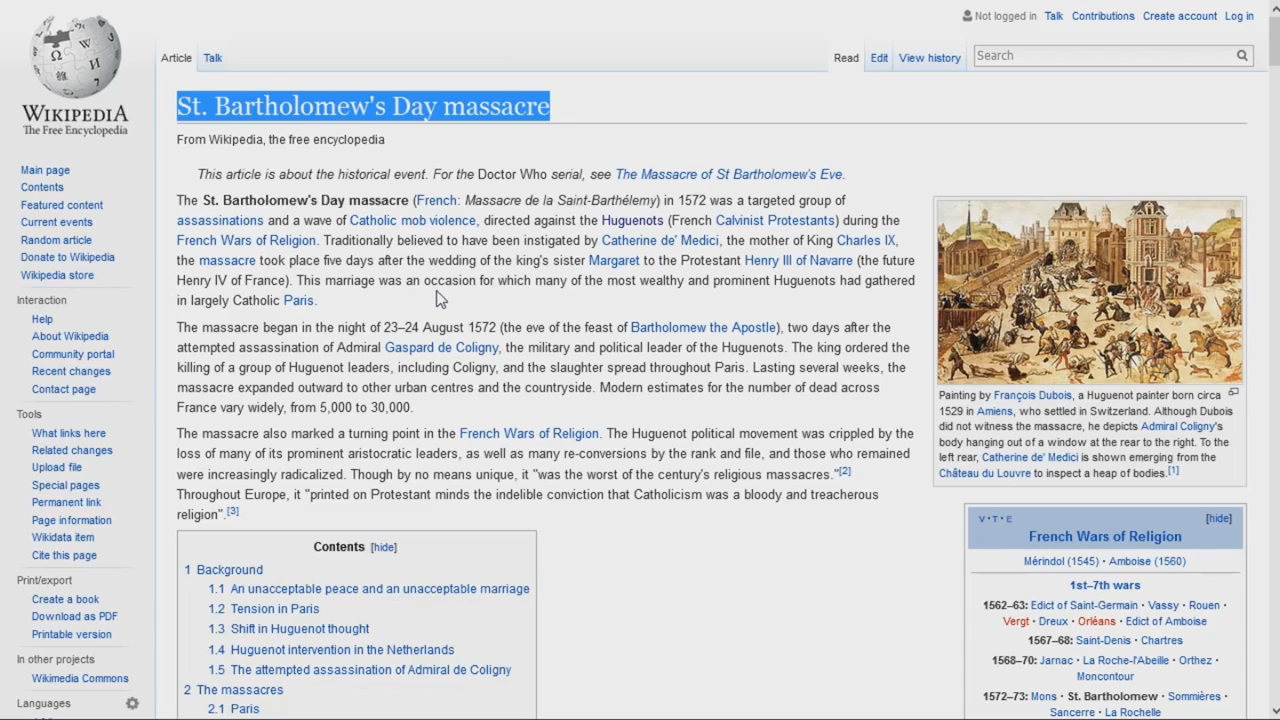 Not logged in Talk Contributions Create account Log in
Article Talk
Read Edit View history Search
WIKIPEDIA
The Free Encyclopedia
Main page
Contents
Featured content
Current events
Random article
Donate to Wikipedia
Wikipedia store
Interaction
Help
About Wikipedia
Community portal
Recent changes
Contact page
Tools
What links here
Related changes
Upload file
Special pages
Permanent link
Page information
Wikidata item
Cite this page
Print/export
Create a book
Download as PDF
Printable version
In other projects
Wikimedia Commons
Languages
St. Bartholomew's Day massacre
From Wikipedia, the free encyclopedia
This article is about the historical event. For the Doctor Who serial, see The Massacre of St Bartholomew's Eve.
The St. Bartholomew's Day massacre (French: Massacre de la Saint-Barthélemy) in 1572 was a targeted group of
assassinations and a wave of Catholic mob violence, directed against the Huguenots (French Calvinist Protestants) during the
French Wars of Religion. Traditionally believed to have been instigated by Catherine de' Medici, the mother of King Charles IX,
the massacre took place five days after the wedding of the king's sister Margaret to the Protestant Henry III of Navarre (the future
Henry IV of France). This marriage was an occasion for which many of the most wealthy and prominent Huguenots had gathered
in largely Catholic Paris.
The massacre began in the night of 23–24 August 1572 (the eve of the feast of Bartholomew the Apostle), two days after the
attempted assassination of Admiral Gaspard de Coligny, the military and political leader of the Huguenots. The king ordered the
killing of a group of Huguenot leaders, including Coligny, and the slaughter spread throughout Paris. Lasting several weeks, the
massacre expanded outward to other urban centres and the countryside. Modern estimates for the number of dead across
France vary widely, from 5,000 to 30,000.
The massacre also marked a turning point in the French Wars of Religion. The Huguenot political movement was crippled by the
loss of many of its prominent aristocratic leaders, as well as many re-conversions by the rank and file, and those who remained
were increasingly radicalized. Though by no means unique, it "was the worst of the century's religious massacres."[2]
Throughout Europe, it "printed on Protestant minds the indelible conviction that Catholicism was a bloody and treacherous
religion".[3]
Contents [hide]
1 Background
1.1 An unacceptable peace and an unacceptable marriage
1.2 Tension in Paris
1.3 Shift in Huguenot thought
1.4 Huguenot intervention in the Netherlands
1.5 The attempted assassination of Admiral de Coligny
2 The massacres
2.1 Paris
Painting by François Dubois, a Huguenot painter born circa
1529 in Amiens, who settled in Switzerland. Although Dubois
did not witness the massacre, he depicts Admiral Coligny's
body hanging out of a window at the rear to the right. To the
left rear, Catherine de' Medici is shown emerging from the
Château du Louvre to inspect a heap of bodies.[1]
V · T · E [hide]
French Wars of Religion
Mérindol (1545) · Amboise (1560)
1st–7th wars
1562–63: Edict of Saint-Germain · Vassy · Rouen ·
Vergt · Dreux · Orléans · Edict of Amboise
1567–68: Saint-Denis · Chartres
1568–70: Jarnac · La Roche-l'Abeille · Orthez ·
Moncontour
1572–73: Mons · St. Bartholomew · Sommières ·
Sancerre · La Rochelle